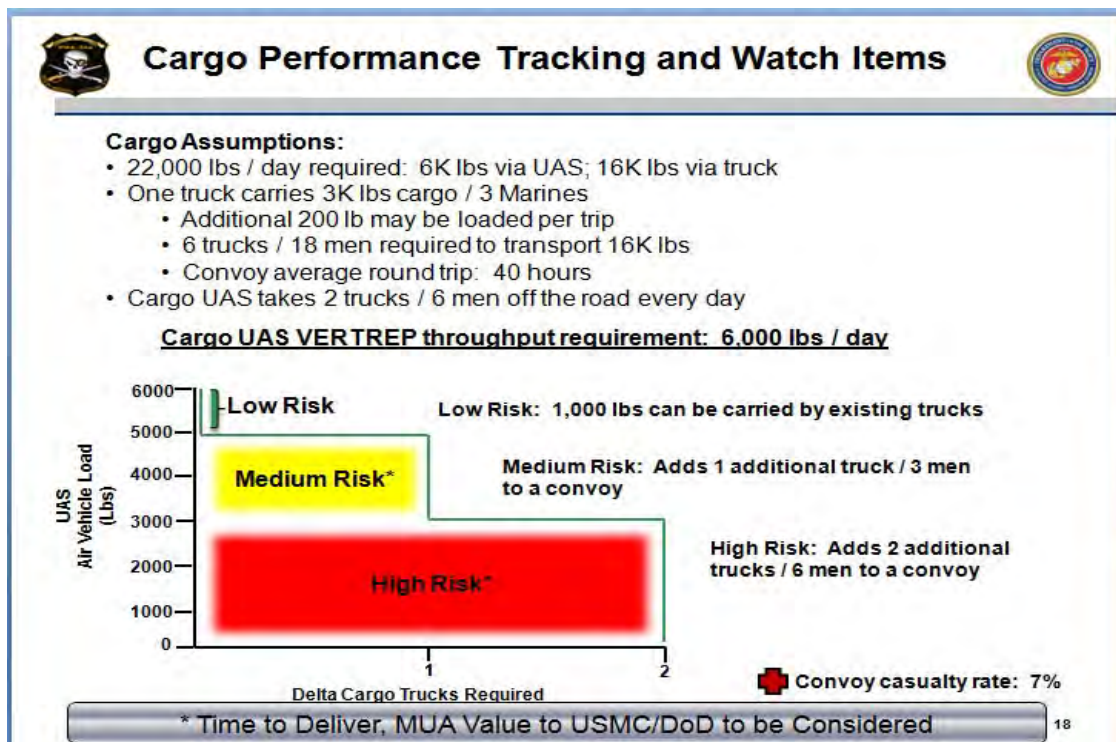 Cargo Performance Tracking and Watch Items
Cargo Assumptions:
• 22,000 lbs / day required: 6K lbs via UAS; 16K lbs via truck
• One truck carries 3K lbs cargo / 3 Marines
• Additional 200 lb may be loaded per trip
• 6 trucks / 18 men required to transport 16K lbs
• Convoy average round trip: 40 hours
• Cargo UAS takes 2 trucks / 6 men off the road every day
Cargo UAS VERTREP throughput requirement: 6,000 lbs / day
UAS
Air Vehicle Load
(Lbs)
6000
5000
4000
3000
2000
1000
0
Low Risk
Medium Risk*
High Risk*
Low Risk: 1,000 lbs can be carried by existing trucks
Medium Risk: Adds 1 additional truck / 3 men
to a convoy
High Risk: Adds 2 additional
trucks / 6 men to a convoy
1
2
Delta Cargo Trucks Required
Convoy casualty rate: 7%
* Time to Deliver, MUA Value to USMC/DoD to be Considered
18